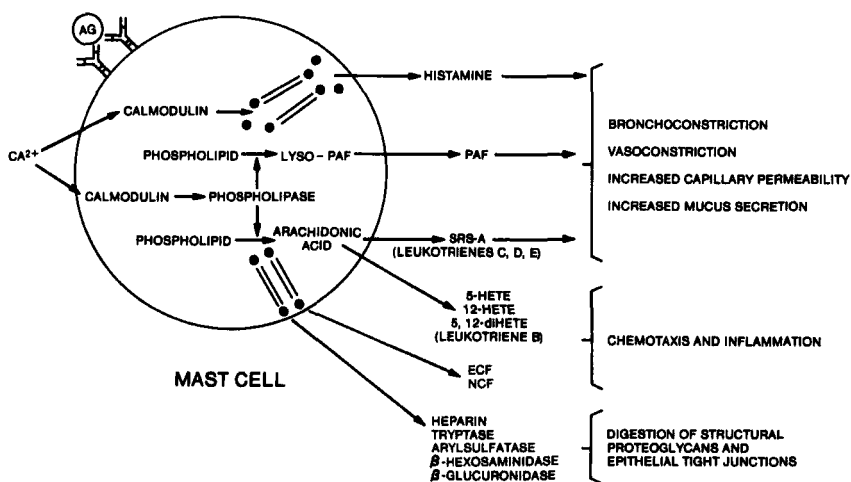 AG
CALMODULIN
HISTAMINE
CA2+
PHOSPHOLIPID
LYSO - PAF
PAF
CALMODULIN
PHOSPHOLIPASE
PHOSPHOLIPID
ARACHIDONIC
ACID
SRS-A
(LEUKOTRIENES C, D, E)
BRONCHOCONSTRICTION
VASOCONSTRICTION
INCREASED CAPILLARY PERMEABILITY
INCREASED MUCUS SECRETION
5-HETE
12-HETE
5, 12-diHETE
(LEUKOTRIENE B)
ECF
NCF
CHEMOTAXIS AND INFLAMMATION
MAST CELL
HEPARIN
TRYPTASE
ARYLSULFATASE
β-HEXOSAMINIDASE
β-GLUCURONIDASE
DIGESTION OF STRUCTURAL
PROTEOGLYCANS AND
EPITHELIAL TIGHT JUNCTIONS